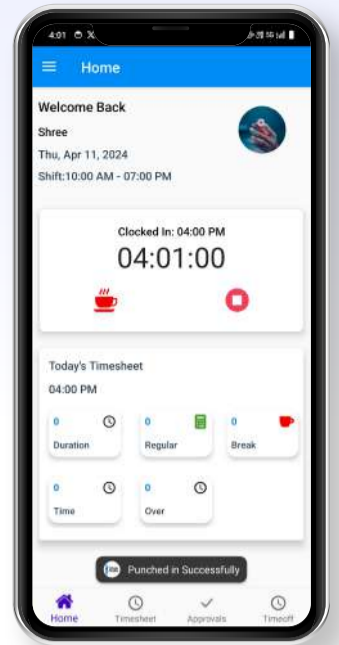 4:01
Home
Welcome Back
Shree
Thu, Apr 11, 2024
Shift:10:00 AM - 07:00 PM
Clocked In: 04:00 PM
04:01:00
Today's Timesheet
04:00 PM
0
0
0
Duration
Regular
Break
0
0
Time
Over
Punched in Successfully
Home
Timesheet
Approvals
Timeoff